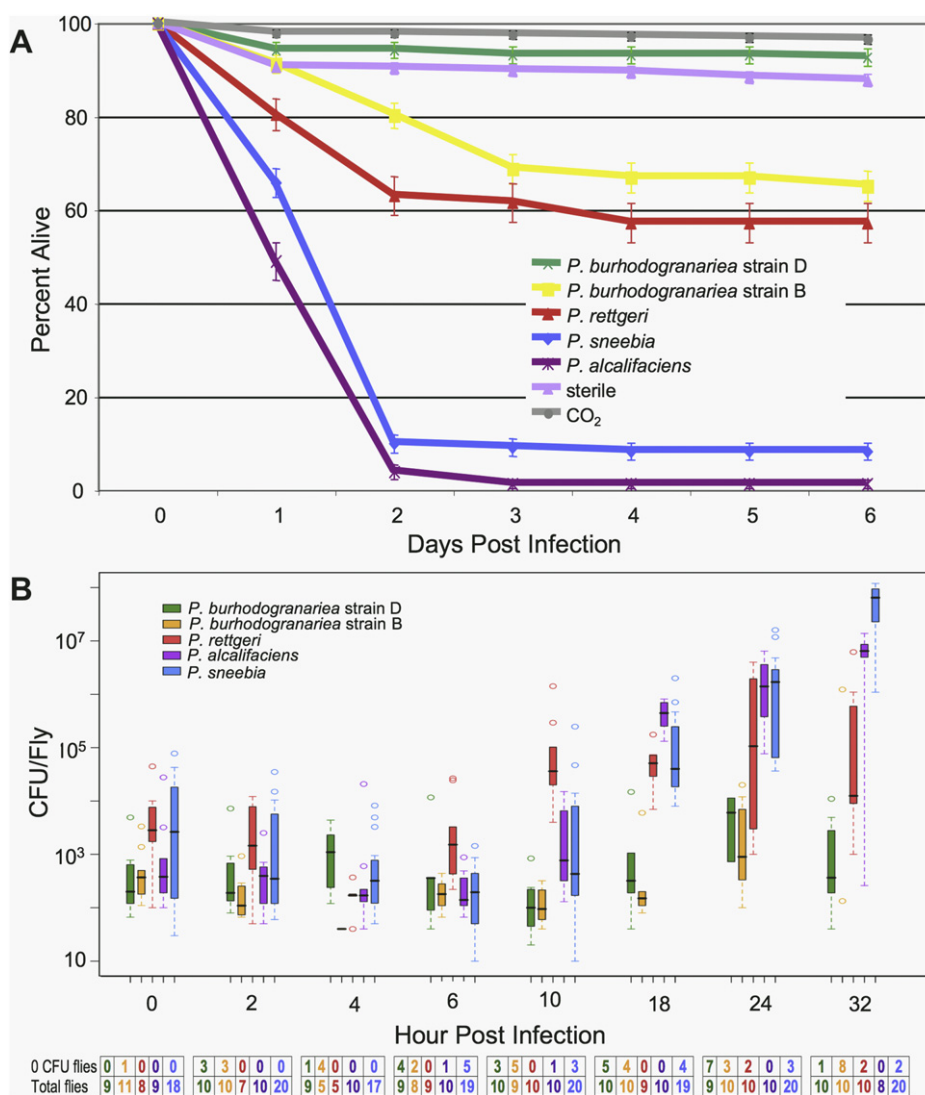 A
100
80
60
40
20
0
Percent Alive
P. burhodogranariea strain D
P. burhodogranariea strain B
P. rettgeri
P. sneebia
P. alcalifaciens
sterile
CO₂
0 1 2 3 4 5 6
Days Post Infection
B
P. burhodogranariea strain D
P. burhodogranariea strain B
P. rettgeri
P. alcalifaciens
P. sneebia
10⁷
10⁵
10³
10
CFU/Fly
0 2 4 6 10 18 24 32
Hour Post Infection
0 CFU flies 0 1 0 0 0 3 3 0 0 0 1 4 0 0 0 4 2 0 1 5 3 5 0 1 3 5 4 0 0 4 7 3 2 0 3 1 8 2 0 2
Total flies 9 11 8 9 18 10 10 7 10 20 9 5 5 10 17 9 8 9 10 19 10 9 10 10 20 10 10 9 10 19 9 10 10 10 20 10 10 10 8 20